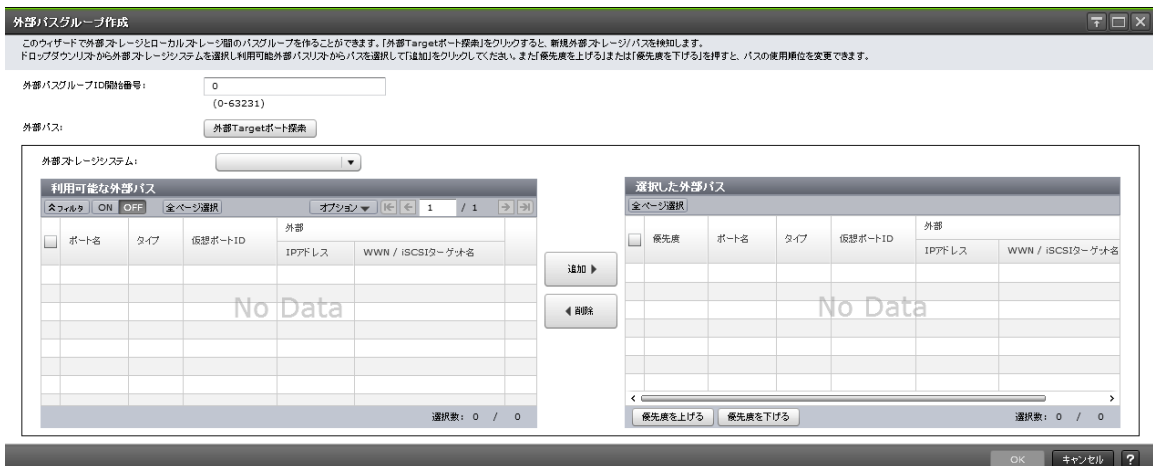 外部パスグループ作成
このウィザードで外部ストレージとローカルストレージ間のパスグループを作ることができます。「外部Targetポート探索」をクリックすると、新規外部ストレージ/パスを検知します。
ドロップダウンリストから外部ストレージシステムを選択し利用可能外部パスリストからパスを選択して「追加」をクリックしてください。また「優先度を上げる」または「優先度を下げる」を押すと、パスの使用順位を変更できます。
外部パスグループID開始番号: 0
(0-63231)
外部パス: 外部Targetポート探索
外部ストレージシステム:
利用可能な外部パス
フィルタ ON OFF 全ページ選択 オプション 1 / 1
ポート名 タイプ 仮想ポートID 外部
IPアドレス WWN / iSCSIターゲット名
No Data
選択数: 0 / 0
追加
削除
選択した外部パス
全ページ選択
優先度 ポート名 タイプ 仮想ポートID 外部
IPアドレス WWN / iSCSIターゲット名
No Data
優先度を上げる 優先度を下げる 選択数: 0 / 0
OK キャンセル ?